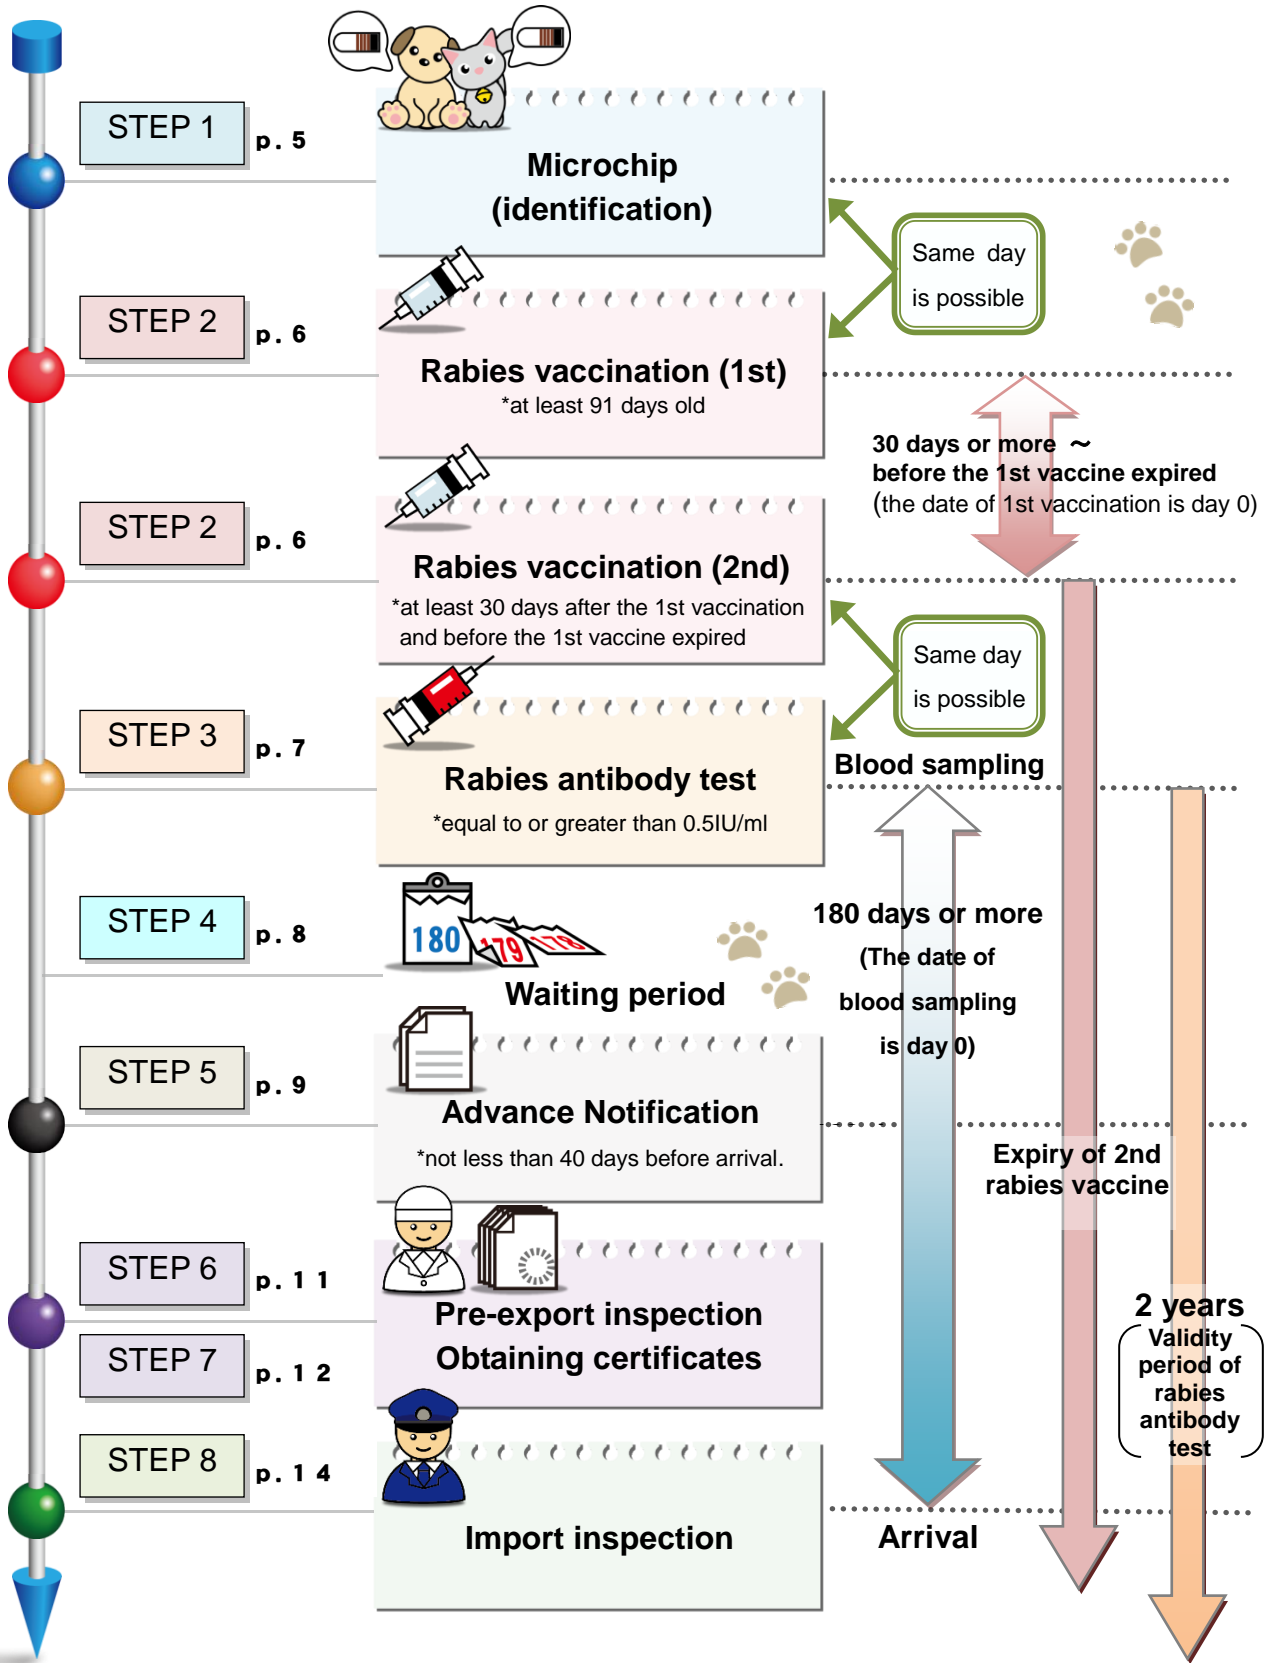 STEP 1
p. 5
Microchip
(identification)
Same day
is possible
STEP 2
p. 6
Rabies vaccination (1st)
*at least 91 days old
30 days or more ～
before the 1st vaccine expired
(the date of 1st vaccination is day 0)
STEP 2
p. 6
Rabies vaccination (2nd)
*at least 30 days after the 1st vaccination
and before the 1st vaccine expired
Same day
is possible
STEP 3
p. 7
Rabies antibody test
*equal to or greater than 0.5IU/ml
Blood sampling
STEP 4
p. 8
180
179
178
Waiting period
180 days or more
(The date of
blood sampling
is day 0)
STEP 5
p. 9
Advance Notification
*not less than 40 days before arrival.
Expiry of 2nd
rabies vaccine
STEP 6
p. 11
Pre-export inspection
Obtaining certificates
STEP 7
p. 12
2 years
Validity
period of
rabies
antibody
test
STEP 8
p. 14
Import inspection
Arrival